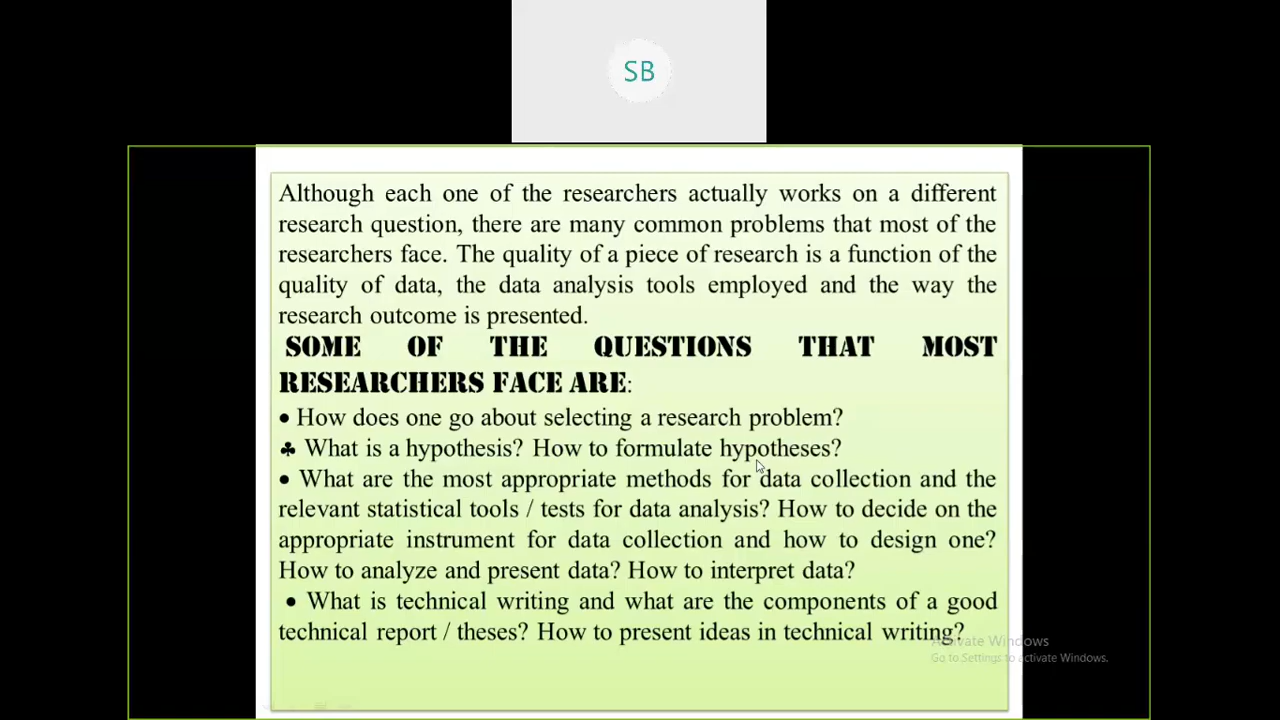 SB
Although each one of the researchers actually works on a different
research question, there are many common problems that most of the
researchers face. The quality of a piece of research is a function of the
quality of data, the data analysis tools employed and the way the
research outcome is presented.
SOME OF THE QUESTIONS THAT MOST
RESEARCHERS FACE ARE:
• How does one go about selecting a research problem?
♣ What is a hypothesis? How to formulate hypotheses?
• What are the most appropriate methods for data collection and the
relevant statistical tools / tests for data analysis? How to decide on the
appropriate instrument for data collection and how to design one?
How to analyze and present data? How to interpret data?
• What is technical writing and what are the components of a good
technical report / theses? How to present ideas in technical writing?
Activate Windows
Go to Settings to activate Windows.